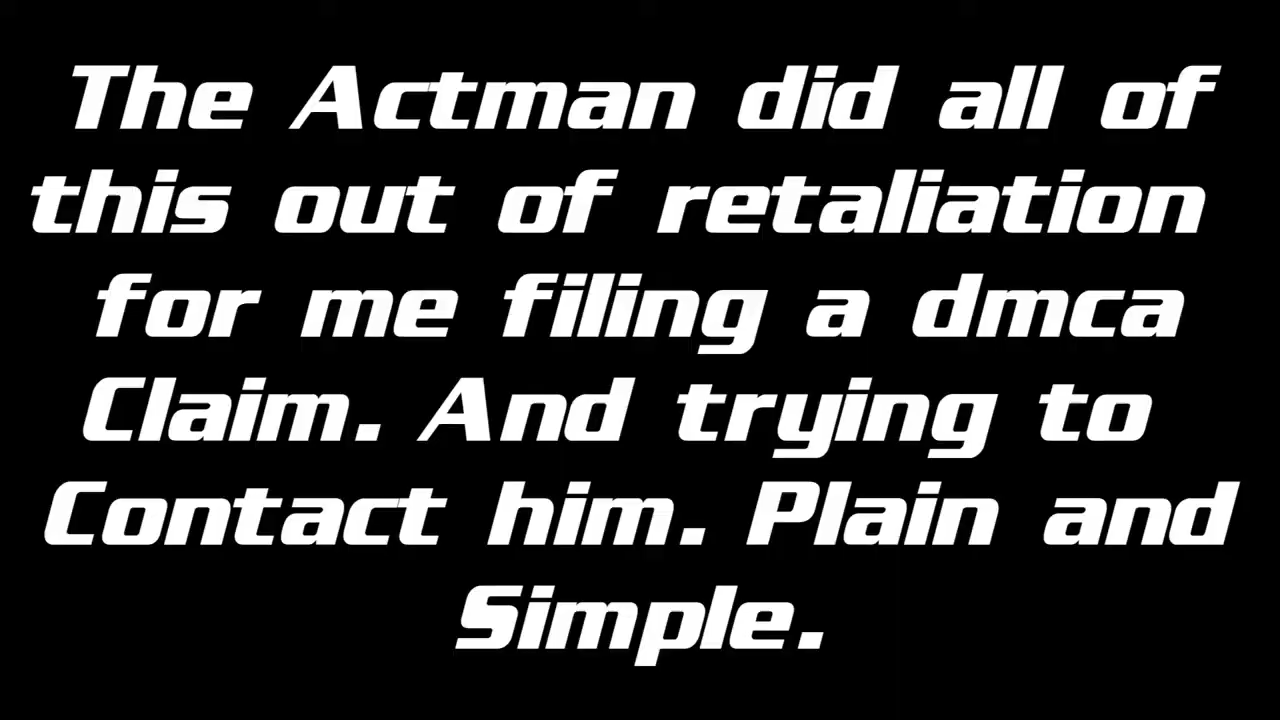 The Actman did all of
this out of retaliation
for me filing a dmca
Claim. And trying to
Contact him. Plain and
Simple.